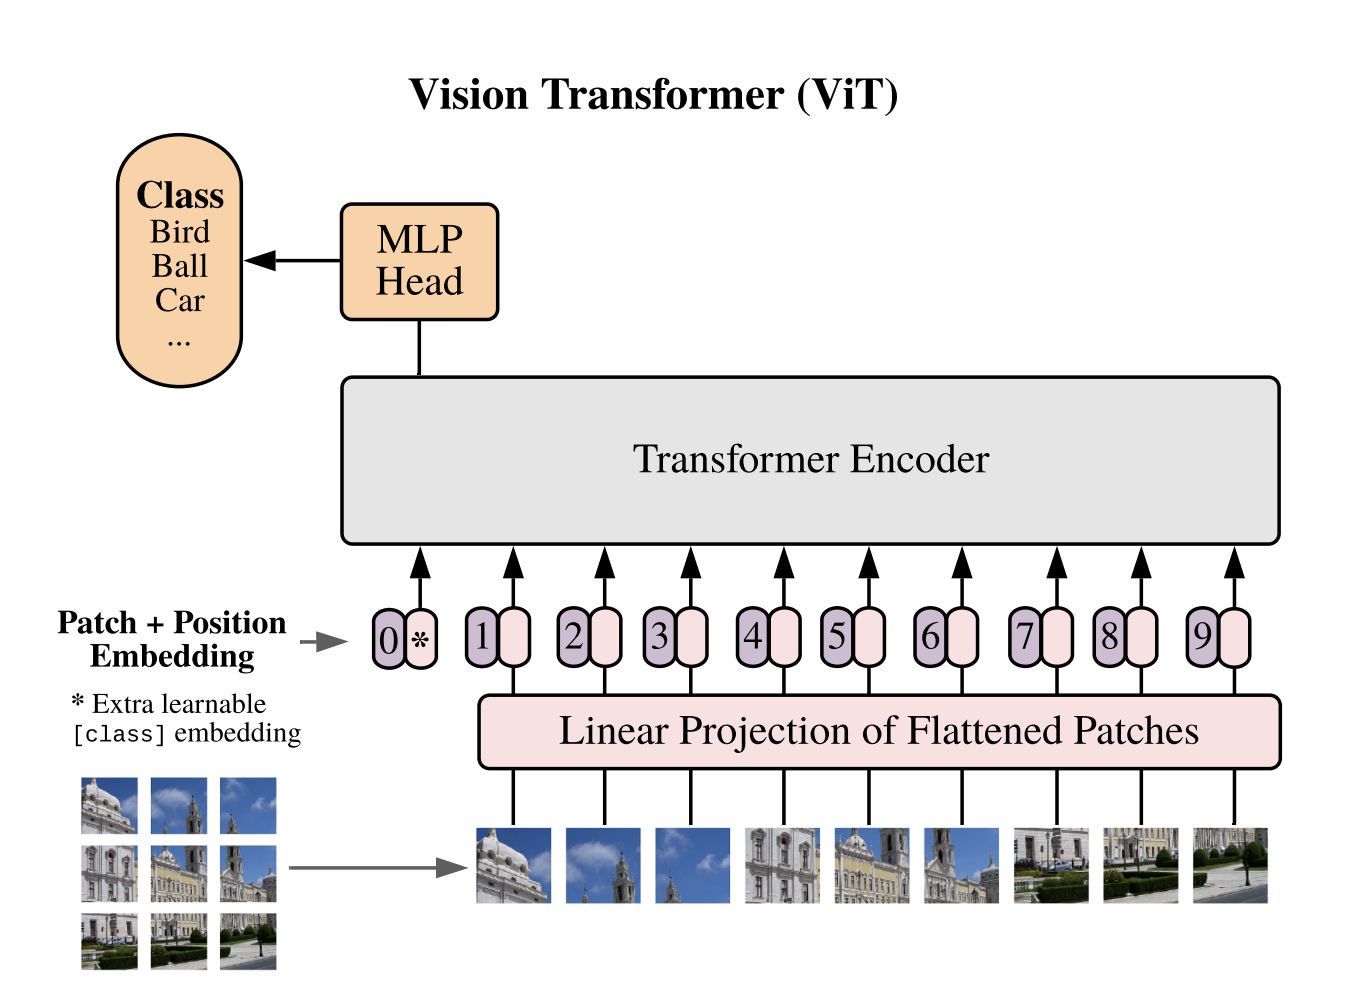 Vision Transformer (ViT)
Class
Bird
Ball
Car
...
MLP
Head
Transformer Encoder
Patch + Position
Embedding
0 * 1 2 3 4 5 6 7 8 9
* Extra learnable
[class] embedding
Linear Projection of Flattened Patches